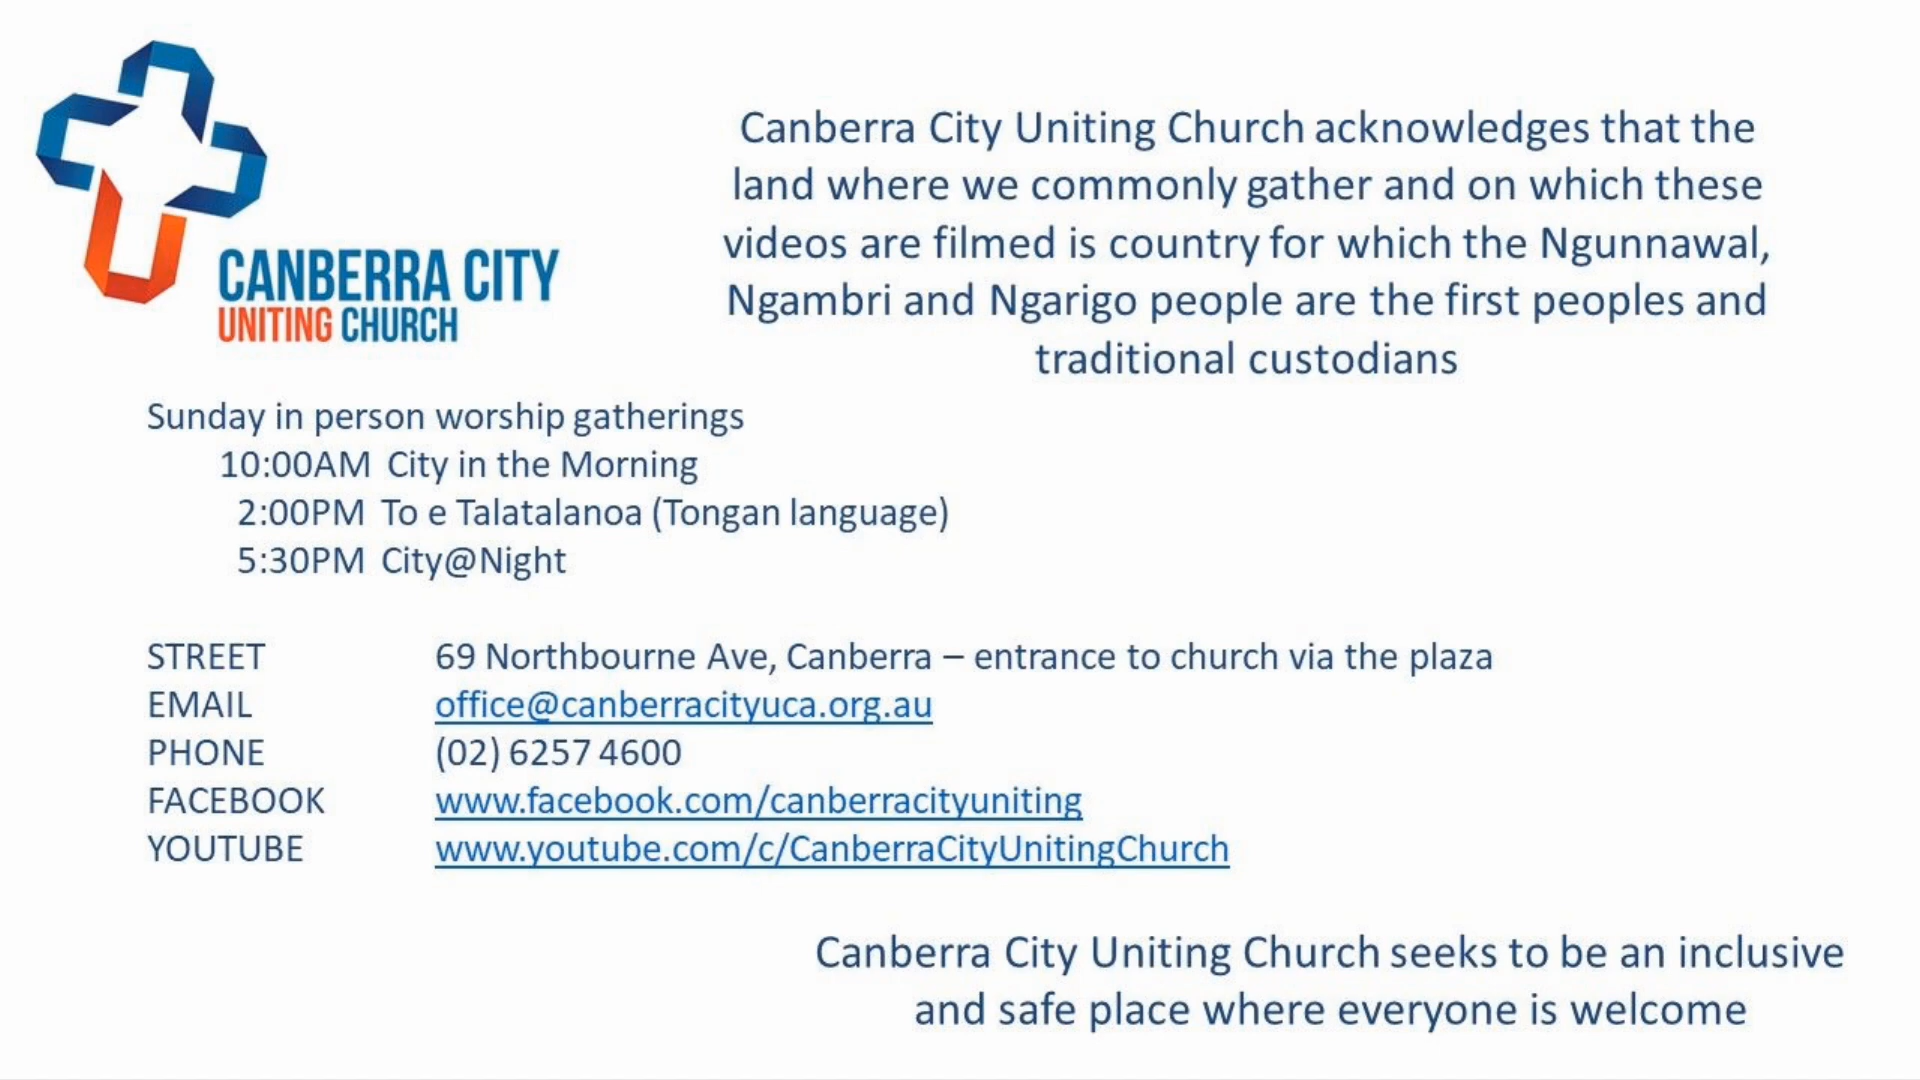 CANBERRA CITY
UNITING CHURCH
Canberra City Uniting Church acknowledges that the
land where we commonly gather and on which these
videos are filmed is country for which the Ngunnawal,
Ngambri and Ngarigo people are the first peoples and
traditional custodians
Sunday in person worship gatherings
10:00AM City in the Morning
2:00PM To e Talatalanoa (Tongan language)
5:30PM City@Night
STREET 69 Northbourne Ave, Canberra – entrance to church via the plaza
EMAIL office@canberracityuca.org.au
PHONE (02) 6257 4600
FACEBOOK www.facebook.com/canberracityuniting
YOUTUBE www.youtube.com/c/CanberraCityUnitingChurch
Canberra City Uniting Church seeks to be an inclusive
and safe place where everyone is welcome